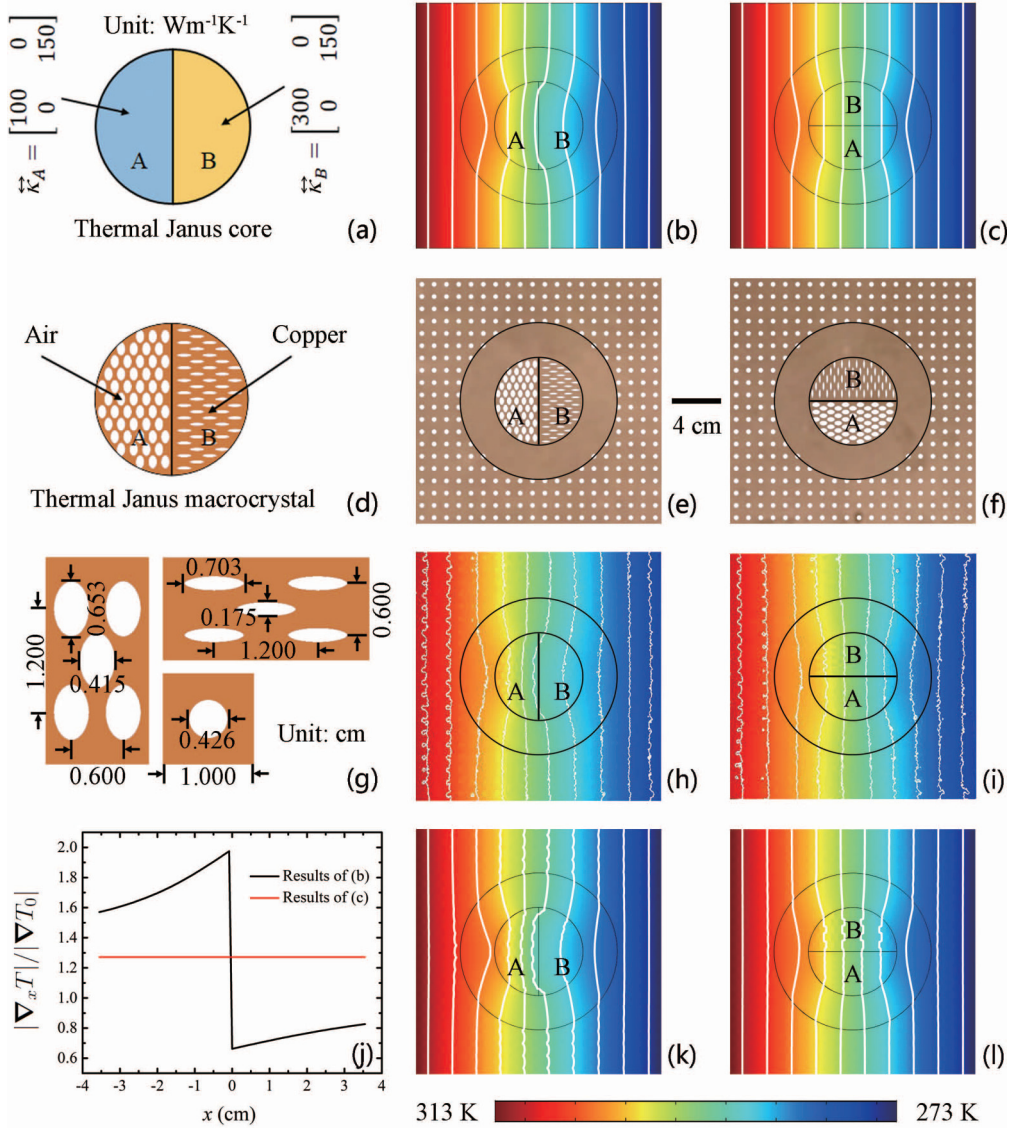 Unit: Wm⁻¹K⁻¹
κ⃡_A = [100 0
0 150]
κ⃡_B = [300 0
0 150]
A B
Thermal Janus core
(a)
A B
(b)
B
A
(c)
Air
Copper
A B
Thermal Janus macrocrystal
(d)
A B
(e)
4 cm
B
A
(f)
0.653
1.200
0.415
0.600
0.703
0.175
1.200
0.600
0.426
1.000
Unit: cm
(g)
A B
(h)
B
A
(i)
|∇ₓT|/|∇T₀|
2.0
1.8
1.6
1.4
1.2
1.0
0.8
0.6
Results of (b)
Results of (c)
(j)
-4 -3 -2 -1 0 1 2 3 4
x (cm)
A B
(k)
B
A
(l)
313 K
273 K